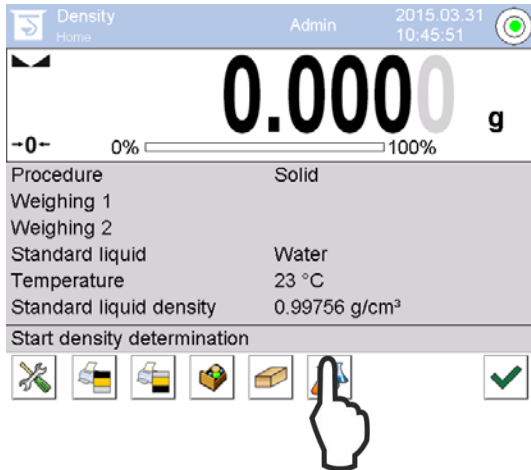 Density
Home
Admin
2015.03.31
10:45:51
0.0000 g
→0←
0% 100%
Procedure Solid
Weighing 1
Weighing 2
Standard liquid Water
Temperature 23 °C
Standard liquid density 0.99756 g/cm³
Start density determination